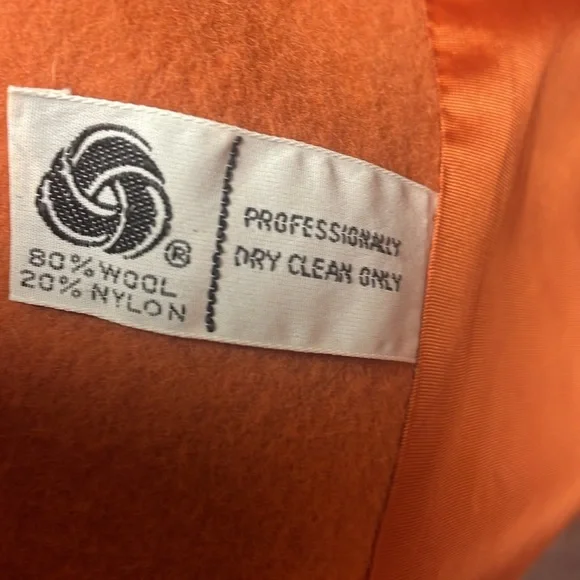 ®
80% WOOL
20% NYLON
PROFESSIONALLY
DRY CLEAN ONLY